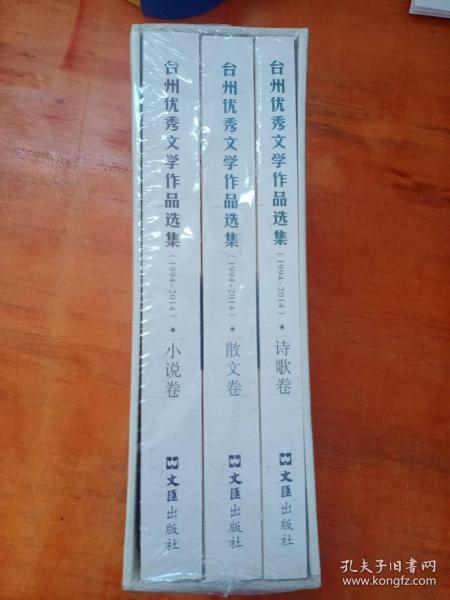 台州优秀文学作品选集(1994-2014)•小说卷
文匯出版社
台州优秀文学作品选集(1994-2014)•散文卷
文匯出版社
台州优秀文学作品选集(1994-2014)•诗歌卷
文匯出版社
孔夫子旧书网
www.kongfz.com